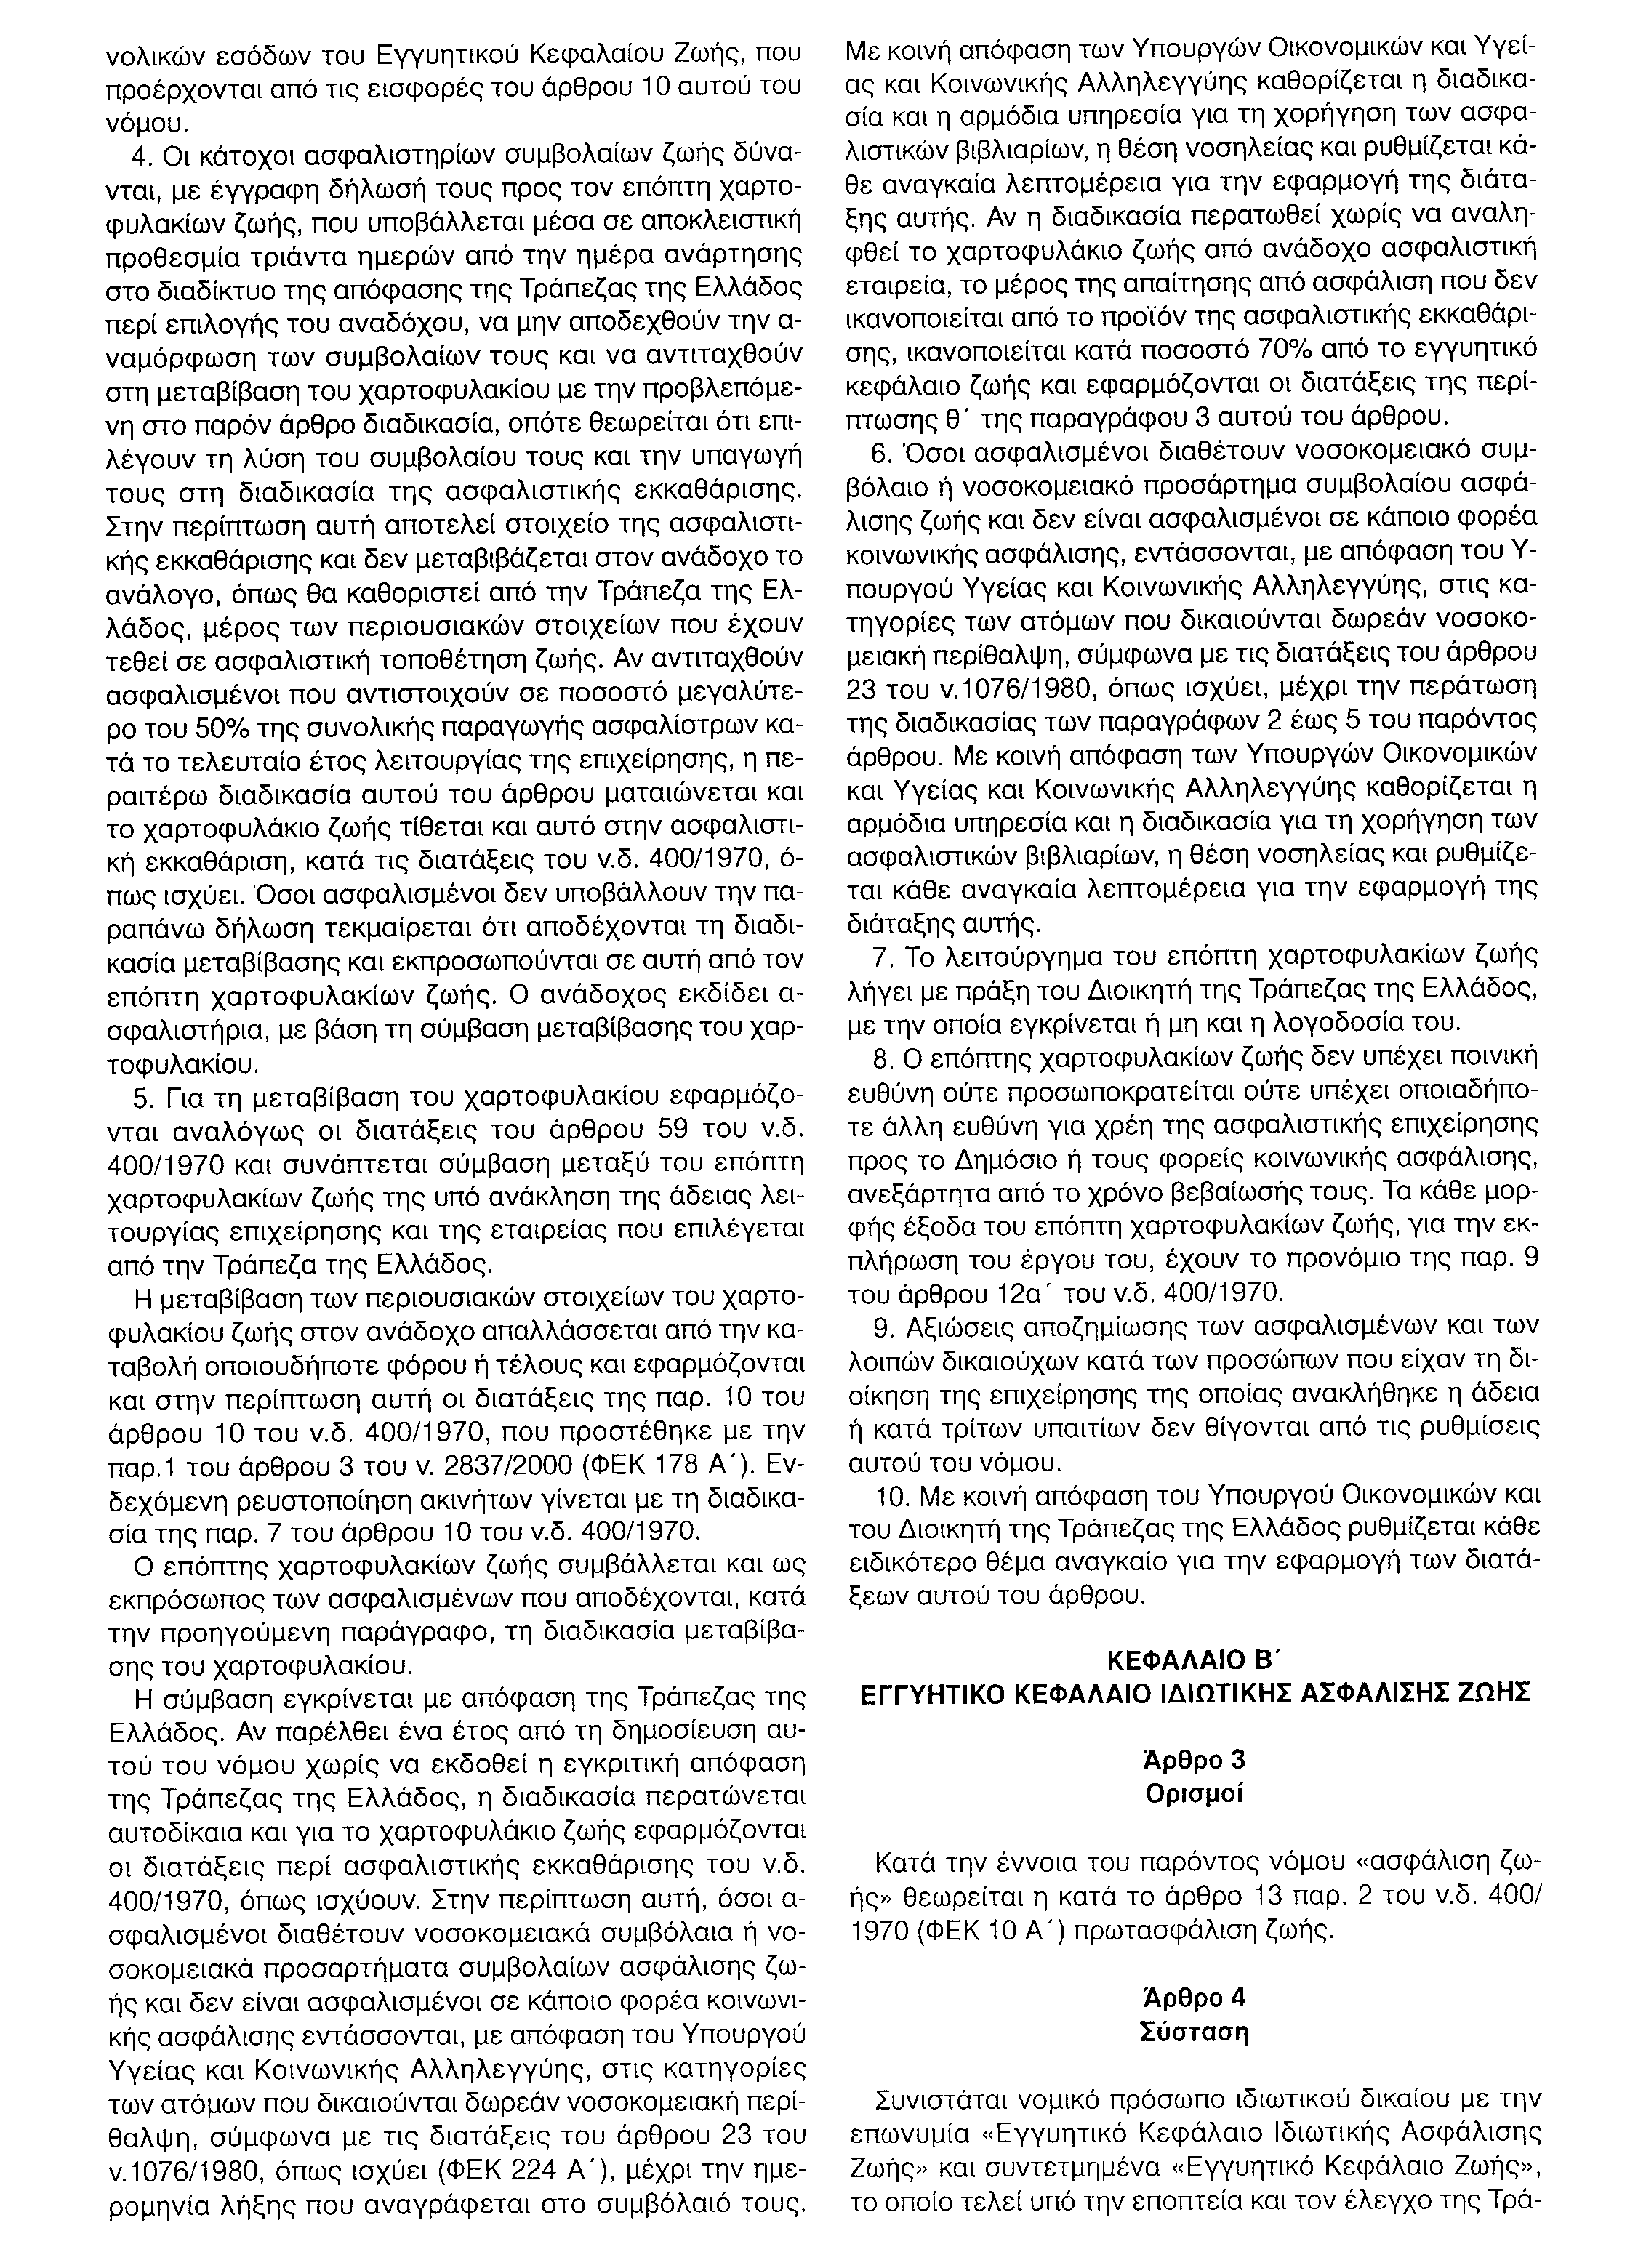 νολικών εσόδων του Εγγυητικού Κεφαλαίου Ζωής, που
προέρχονται από τις εισφορές του άρθρου 10 αυτού του
νόμου.
4. Οι κάτοχοι ασφαλιστηρίων συμβολαίων ζωής δύνα-
νται, με έγγραφη δήλωσή τους προς τον επόπτη χαρτο-
φυλακίων ζωής, που υποβάλλεται μέσα σε αποκλειστική
προθεσμία τριάντα ημερών από την ημέρα ανάρτησης
στο διαδίκτυο της απόφασης της Τράπεζας της Ελλάδος
περί επιλογής του αναδόχου, να μην αποδεχθούν την α-
ναμόρφωση των συμβολαίων τους και να αντιταχθούν
στη μεταβίβαση του χαρτοφυλακίου με την προβλεπόμε-
νη στο παρόν άρθρο διαδικασία, οπότε θεωρείται ότι επι-
λέγουν τη λύση του συμβολαίου τους και την υπαγωγή
τους στη διαδικασία της ασφαλιστικής εκκαθάρισης.
Στην περίπτωση αυτή αποτελεί στοιχείο της ασφαλιστι-
κής εκκαθάρισης και δεν μεταβιβάζεται στον ανάδοχο το
ανάλογο, όπως θα καθοριστεί από την Τράπεζα της Ελ-
λάδος, μέρος των περιουσιακών στοιχείων που έχουν
τεθεί σε ασφαλιστική τοποθέτηση ζωής. Αν αντιταχθούν
ασφαλισμένοι που αντιστοιχούν σε ποσοστό μεγαλύτε-
ρο του 50% της συνολικής παραγωγής ασφαλίστρων κα-
τά το τελευταίο έτος λειτουργίας της επιχείρησης, η πε-
ραιτέρω διαδικασία αυτού του άρθρου ματαιώνεται και
το χαρτοφυλάκιο ζωής τίθεται και αυτό στην ασφαλιστι-
κή εκκαθάριση, κατά τις διατάξεις του ν.δ. 400/1970, ό-
πως ισχύει. Όσοι ασφαλισμένοι δεν υποβάλλουν την πα-
ραπάνω δήλωση τεκμαίρεται ότι αποδέχονται τη διαδι-
κασία μεταβίβασης και εκπροσωπούνται σε αυτή από τον
επόπτη χαρτοφυλακίων ζωής. Ο ανάδοχος εκδίδει α-
σφαλιστήρια, με βάση τη σύμβαση μεταβίβασης του χαρ-
τοφυλακίου.
5. Για τη μεταβίβαση του χαρτοφυλακίου εφαρμόζο-
νται αναλόγως οι διατάξεις του άρθρου 59 του ν.δ.
400/1970 και συνάπτεται σύμβαση μεταξύ του επόπτη
χαρτοφυλακίων ζωής της υπό ανάκληση της άδειας λει-
τουργίας επιχείρησης και της εταιρείας που επιλέγεται
από την Τράπεζα της Ελλάδος.
Η μεταβίβαση των περιουσιακών στοιχείων του χαρτο-
φυλακίου ζωής στον ανάδοχο απαλλάσσεται από την κα-
ταβολή οποιουδήποτε φόρου ή τέλους και εφαρμόζονται
και στην περίπτωση αυτή οι διατάξεις της παρ. 10 του
άρθρου 10 του ν.δ. 400/1970, που προστέθηκε με την
παρ.1 του άρθρου 3 του ν. 2837/2000 (ΦΕΚ 178 Α΄). Εν-
δεχόμενη ρευστοποίηση ακινήτων γίνεται με τη διαδικα-
σία της παρ. 7 του άρθρου 10 του ν.δ. 400/1970.
Ο επόπτης χαρτοφυλακίων ζωής συμβάλλεται και ως
εκπρόσωπος των ασφαλισμένων που αποδέχονται, κατά
την προηγούμενη παράγραφο, τη διαδικασία μεταβίβα-
σης του χαρτοφυλακίου.
Η σύμβαση εγκρίνεται με απόφαση της Τράπεζας της
Ελλάδος. Αν παρέλθει ένα έτος από τη δημοσίευση αυ-
τού του νόμου χωρίς να εκδοθεί η εγκριτική απόφαση
της Τράπεζας της Ελλάδος, η διαδικασία περατώνεται
αυτοδίκαια και για το χαρτοφυλάκιο ζωής εφαρμόζονται
οι διατάξεις περί ασφαλιστικής εκκαθάρισης του ν.δ.
400/1970, όπως ισχύουν. Στην περίπτωση αυτή, όσοι α-
σφαλισμένοι διαθέτουν νοσοκομειακά συμβόλαια ή νο-
σοκομειακά προσαρτήματα συμβολαίων ασφάλισης ζω-
ής και δεν είναι ασφαλισμένοι σε κάποιο φορέα κοινωνι-
κής ασφάλισης εντάσσονται, με απόφαση του Υπουργού
Υγείας και Κοινωνικής Αλληλεγγύης, στις κατηγορίες
των ατόμων που δικαιούνται δωρεάν νοσοκομειακή περί-
θαλψη, σύμφωνα με τις διατάξεις του άρθρου 23 του
ν.1076/1980, όπως ισχύει (ΦΕΚ 224 Α΄), μέχρι την ημε-
ρομηνία λήξης που αναγράφεται στο συμβόλαιό τους.
Με κοινή απόφαση των Υπουργών Οικονομικών και Υγεί-
ας και Κοινωνικής Αλληλεγγύης καθορίζεται η διαδικα-
σία και η αρμόδια υπηρεσία για τη χορήγηση των ασφα-
λιστικών βιβλιαρίων, η θέση νοσηλείας και ρυθμίζεται κά-
θε αναγκαία λεπτομέρεια για την εφαρμογή της διάτα-
ξης αυτής. Αν η διαδικασία περατωθεί χωρίς να αναλη-
φθεί το χαρτοφυλάκιο ζωής από ανάδοχο ασφαλιστική
εταιρεία, το μέρος της απαίτησης από ασφάλιση που δεν
ικανοποιείται από το προϊόν της ασφαλιστικής εκκαθάρι-
σης, ικανοποιείται κατά ποσοστό 70% από το εγγυητικό
κεφάλαιο ζωής και εφαρμόζονται οι διατάξεις της περί-
πτωσης θ΄ της παραγράφου 3 αυτού του άρθρου.
6. Όσοι ασφαλισμένοι διαθέτουν νοσοκομειακό συμ-
βόλαιο ή νοσοκομειακό προσάρτημα συμβολαίου ασφά-
λισης ζωής και δεν είναι ασφαλισμένοι σε κάποιο φορέα
κοινωνικής ασφάλισης, εντάσσονται, με απόφαση του Υ-
πουργού Υγείας και Κοινωνικής Αλληλεγγύης, στις κα-
τηγορίες των ατόμων που δικαιούνται δωρεάν νοσοκο-
μειακή περίθαλψη, σύμφωνα με τις διατάξεις του άρθρου
23 του ν.1076/1980, όπως ισχύει, μέχρι την περάτωση
της διαδικασίας των παραγράφων 2 έως 5 του παρόντος
άρθρου. Με κοινή απόφαση των Υπουργών Οικονομικών
και Υγείας και Κοινωνικής Αλληλεγγύης καθορίζεται η
αρμόδια υπηρεσία και η διαδικασία για τη χορήγηση των
ασφαλιστικών βιβλιαρίων, η θέση νοσηλείας και ρυθμίζε-
ται κάθε αναγκαία λεπτομέρεια για την εφαρμογή της
διάταξης αυτής.
7. Το λειτούργημα του επόπτη χαρτοφυλακίων ζωής
λήγει με πράξη του Διοικητή της Τράπεζας της Ελλάδος,
με την οποία εγκρίνεται ή μη και η λογοδοσία του.
8. Ο επόπτης χαρτοφυλακίων ζωής δεν υπέχει ποινική
ευθύνη ούτε προσωποκρατείται ούτε υπέχει οποιαδήπο-
τε άλλη ευθύνη για χρέη της ασφαλιστικής επιχείρησης
προς το Δημόσιο ή τους φορείς κοινωνικής ασφάλισης,
ανεξάρτητα από το χρόνο βεβαίωσής τους. Τα κάθε μορ-
φής έξοδα του επόπτη χαρτοφυλακίων ζωής, για την εκ-
πλήρωση του έργου του, έχουν το προνόμιο της παρ. 9
του άρθρου 12α΄ του ν.δ. 400/1970.
9. Αξιώσεις αποζημίωσης των ασφαλισμένων και των
λοιπών δικαιούχων κατά των προσώπων που είχαν τη δι-
οίκηση της επιχείρησης της οποίας ανακλήθηκε η άδεια
ή κατά τρίτων υπαιτίων δεν θίγονται από τις ρυθμίσεις
αυτού του νόμου.
10. Με κοινή απόφαση του Υπουργού Οικονομικών και
του Διοικητή της Τράπεζας της Ελλάδος ρυθμίζεται κάθε
ειδικότερο θέμα αναγκαίο για την εφαρμογή των διατά-
ξεων αυτού του άρθρου.
ΚΕΦΑΛΑΙΟ Β΄
ΕΓΓΥΗΤΙΚΟ ΚΕΦΑΛΑΙΟ ΙΔΙΩΤΙΚΗΣ ΑΣΦΑΛΙΣΗΣ ΖΩΗΣ
Άρθρο 3
Ορισμοί
Κατά την έννοια του παρόντος νόμου «ασφάλιση ζω-
ής» θεωρείται η κατά το άρθρο 13 παρ. 2 του ν.δ. 400/
1970 (ΦΕΚ 10 Α΄) πρωτασφάλιση ζωής.
Άρθρο 4
Σύσταση
Συνιστάται νομικό πρόσωπο ιδιωτικού δικαίου με την
επωνυμία «Εγγυητικό Κεφάλαιο Ιδιωτικής Ασφάλισης
Ζωής» και συντετμημένα «Εγγυητικό Κεφάλαιο Ζωής»,
το οποίο τελεί υπό την εποπτεία και τον έλεγχο της Τρά-